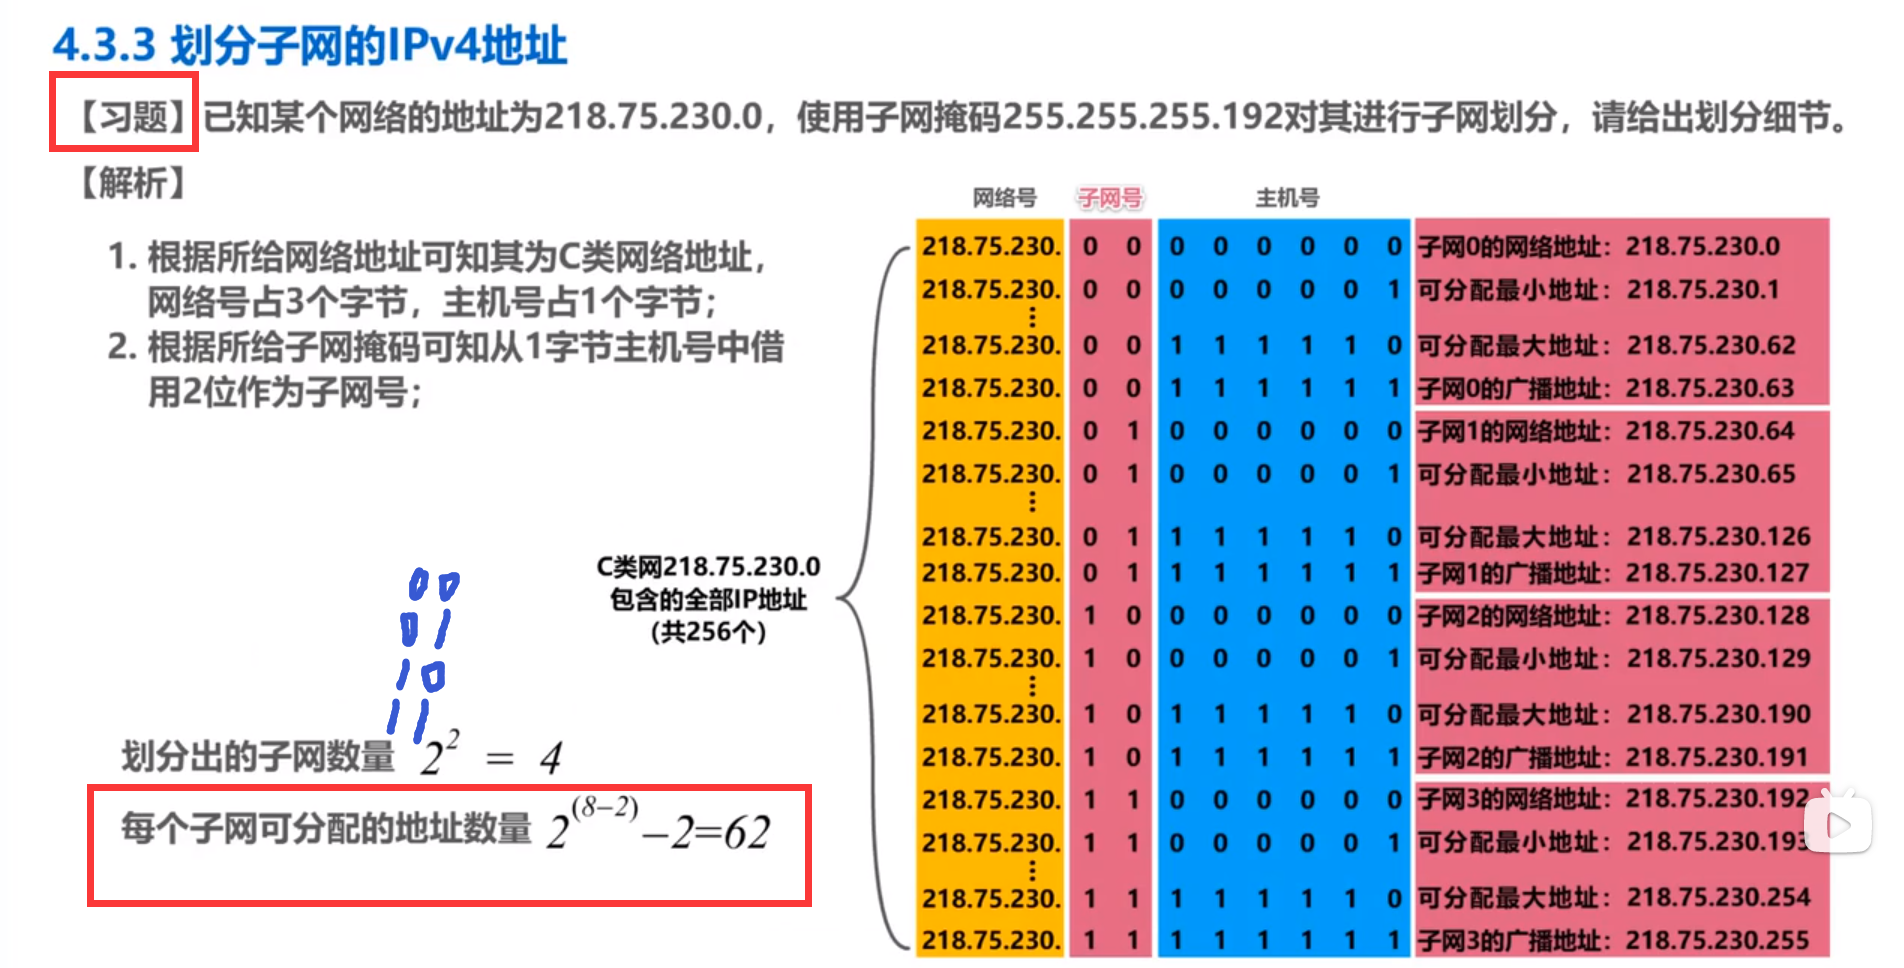 4.3.3 划分子网的IPv4地址
【习题】已知某个网络的地址为218.75.230.0，使用子网掩码255.255.255.192对其进行子网划分，请给出划分细节。
【解析】
1. 根据所给网络地址可知其为C类网络地址，
网络号占3个字节，主机号占1个字节；
2. 根据所给子网掩码可知从1字节主机号中借
用2位作为子网号；
00
01
10
11
划分出的子网数量 2^2 = 4
每个子网可分配的地址数量 2^(8-2) -2=62
C类网218.75.230.0
包含的全部IP地址
（共256个）
网络号 子网号 主机号
218.75.230. 0 0 0 0 0 0 0 0 子网0的网络地址：218.75.230.0
218.75.230. 0 0 0 0 0 0 0 1 可分配最小地址：218.75.230.1
⋮
218.75.230. 0 0 1 1 1 1 1 0 可分配最大地址：218.75.230.62
218.75.230. 0 0 1 1 1 1 1 1 子网0的广播地址：218.75.230.63
218.75.230. 0 1 0 0 0 0 0 0 子网1的网络地址：218.75.230.64
218.75.230. 0 1 0 0 0 0 0 1 可分配最小地址：218.75.230.65
⋮
218.75.230. 0 1 1 1 1 1 1 0 可分配最大地址：218.75.230.126
218.75.230. 0 1 1 1 1 1 1 1 子网1的广播地址：218.75.230.127
218.75.230. 1 0 0 0 0 0 0 0 子网2的网络地址：218.75.230.128
218.75.230. 1 0 0 0 0 0 0 1 可分配最小地址：218.75.230.129
⋮
218.75.230. 1 0 1 1 1 1 1 0 可分配最大地址：218.75.230.190
218.75.230. 1 0 1 1 1 1 1 1 子网2的广播地址：218.75.230.191
218.75.230. 1 1 0 0 0 0 0 0 子网3的网络地址：218.75.230.192
218.75.230. 1 1 0 0 0 0 0 1 可分配最小地址：218.75.230.193
⋮
218.75.230. 1 1 1 1 1 1 1 0 可分配最大地址：218.75.230.254
218.75.230. 1 1 1 1 1 1 1 1 子网3的广播地址：218.75.230.255